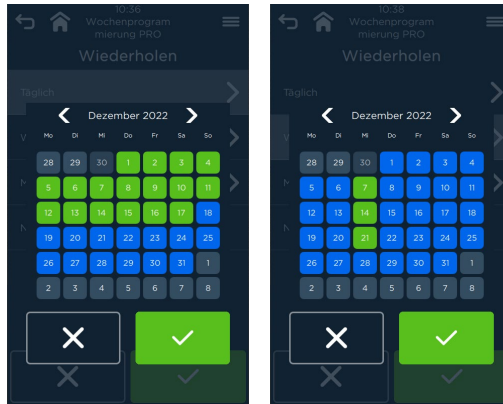 10:36
Wochenprogram
mierung PRO
Wiederholen
Täglich
Dezember 2022
Mo Di Mi Do Fr Sa So
28 29 30 1 2 3 4
5 6 7 8 9 10 11
12 13 14 15 16 17 18
19 20 21 22 23 24 25
26 27 28 29 30 31 1
2 3 4 5 6 7 8
10:38
Wochenprogram
mierung PRO
Wiederholen
Täglich
Dezember 2022
Mo Di Mi Do Fr Sa So
28 29 30 1 2 3 4
5 6 7 8 9 10 11
12 13 14 15 16 17 18
19 20 21 22 23 24 25
26 27 28 29 30 31 1
2 3 4 5 6 7 8